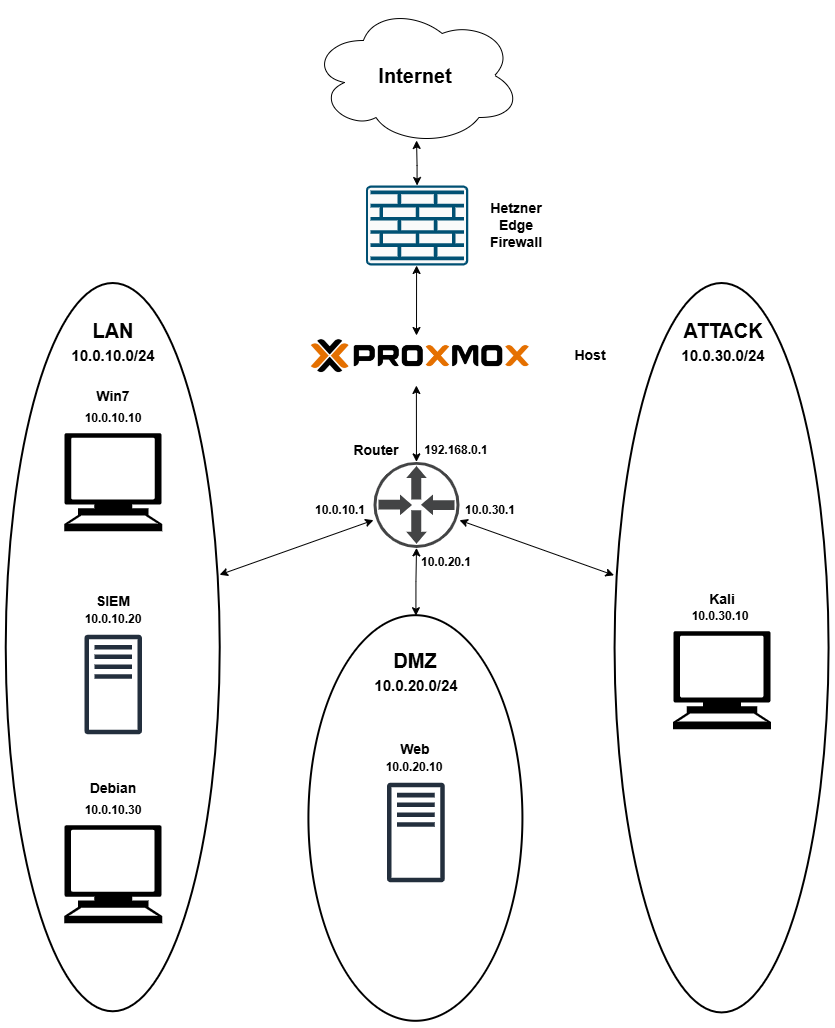 Internet
Hetzner
Edge
Firewall
PROXMOX
Host
Router
192.168.0.1
10.0.10.1
10.0.30.1
10.0.20.1
LAN
10.0.10.0/24
Win7
10.0.10.10
SIEM
10.0.10.20
Debian
10.0.10.30
DMZ
10.0.20.0/24
Web
10.0.20.10
ATTACK
10.0.30.0/24
Kali
10.0.30.10